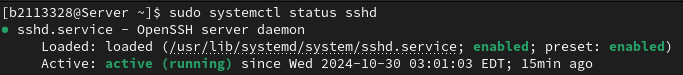 [b2113328@Server ~]$ sudo systemctl status sshd
● sshd.service - OpenSSH server daemon
Loaded: loaded (/usr/lib/systemd/system/sshd.service; enabled; preset: enabled)
Active: active (running) since Wed 2024-10-30 03:01:03 EDT; 15min ago